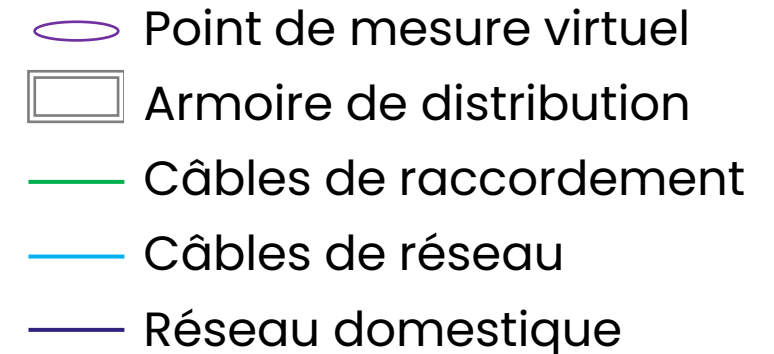 Point de mesure virtuel
Armoire de distribution
Câbles de raccordement
Câbles de réseau
Réseau domestique